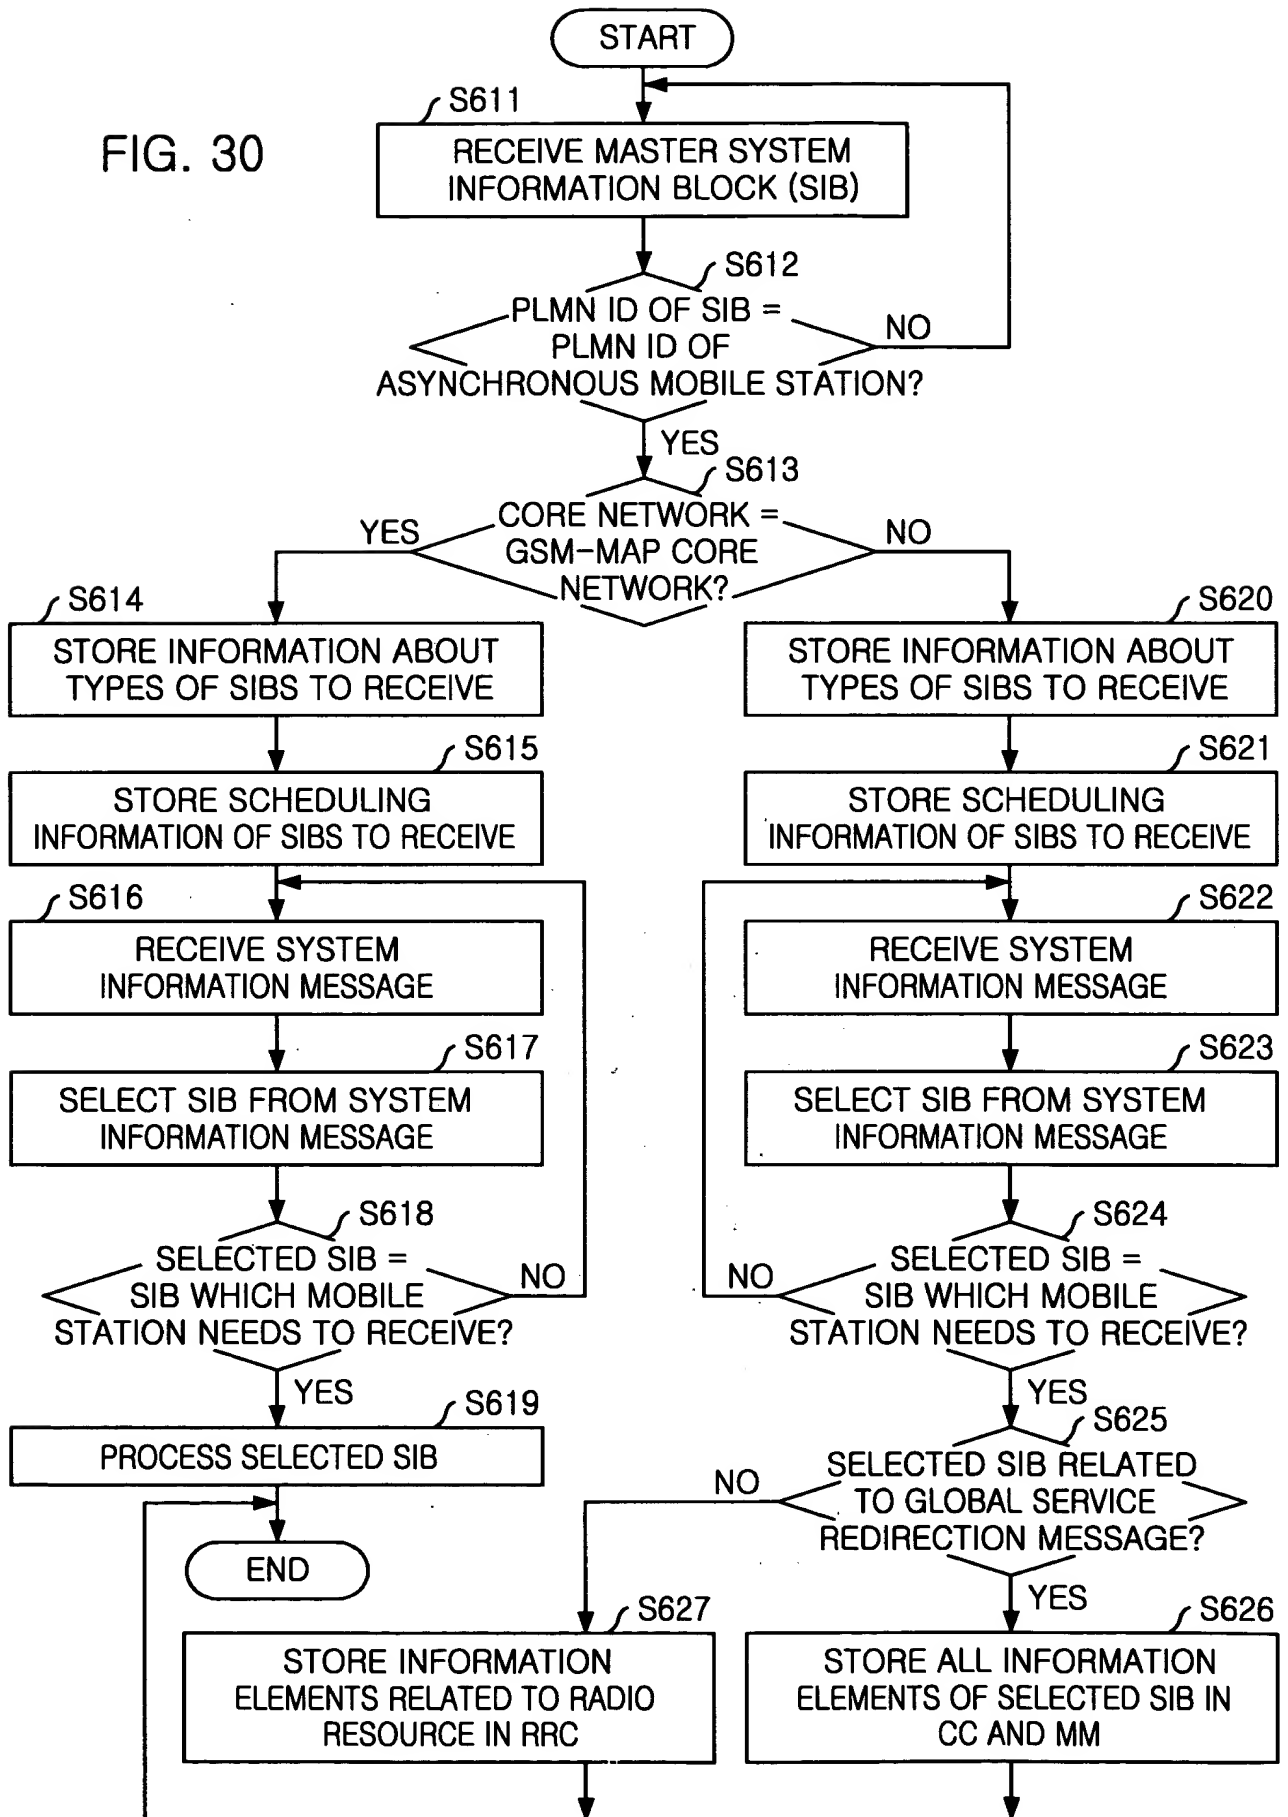 START
S611
FIG. 30
RECEIVE MASTER SYSTEM
INFORMATION BLOCK (SIB)
S612
PLMN ID OF SIB =
PLMN ID OF
ASYNCHRONOUS MOBILE STATION?
NO
YES
S613
CORE NETWORK =
GSM-MAP CORE
NETWORK?
YES
NO
S614
STORE INFORMATION ABOUT
TYPES OF SIBS TO RECEIVE
S620
STORE INFORMATION ABOUT
TYPES OF SIBS TO RECEIVE
S615
STORE SCHEDULING
INFORMATION OF SIBS TO RECEIVE
S621
STORE SCHEDULING
INFORMATION OF SIBS TO RECEIVE
S616
RECEIVE SYSTEM
INFORMATION MESSAGE
S622
RECEIVE SYSTEM
INFORMATION MESSAGE
S617
SELECT SIB FROM SYSTEM
INFORMATION MESSAGE
S623
SELECT SIB FROM SYSTEM
INFORMATION MESSAGE
S618
SELECTED SIB =
SIB WHICH MOBILE
STATION NEEDS TO RECEIVE?
NO
YES
S624
SELECTED SIB =
SIB WHICH MOBILE
STATION NEEDS TO RECEIVE?
NO
YES
S619
PROCESS SELECTED SIB
END
S625
SELECTED SIB RELATED
TO GLOBAL SERVICE
REDIRECTION MESSAGE?
NO
YES
S627
STORE INFORMATION
ELEMENTS RELATED TO RADIO
RESOURCE IN RRC
S626
STORE ALL INFORMATION
ELEMENTS OF SELECTED SIB IN
CC AND MM